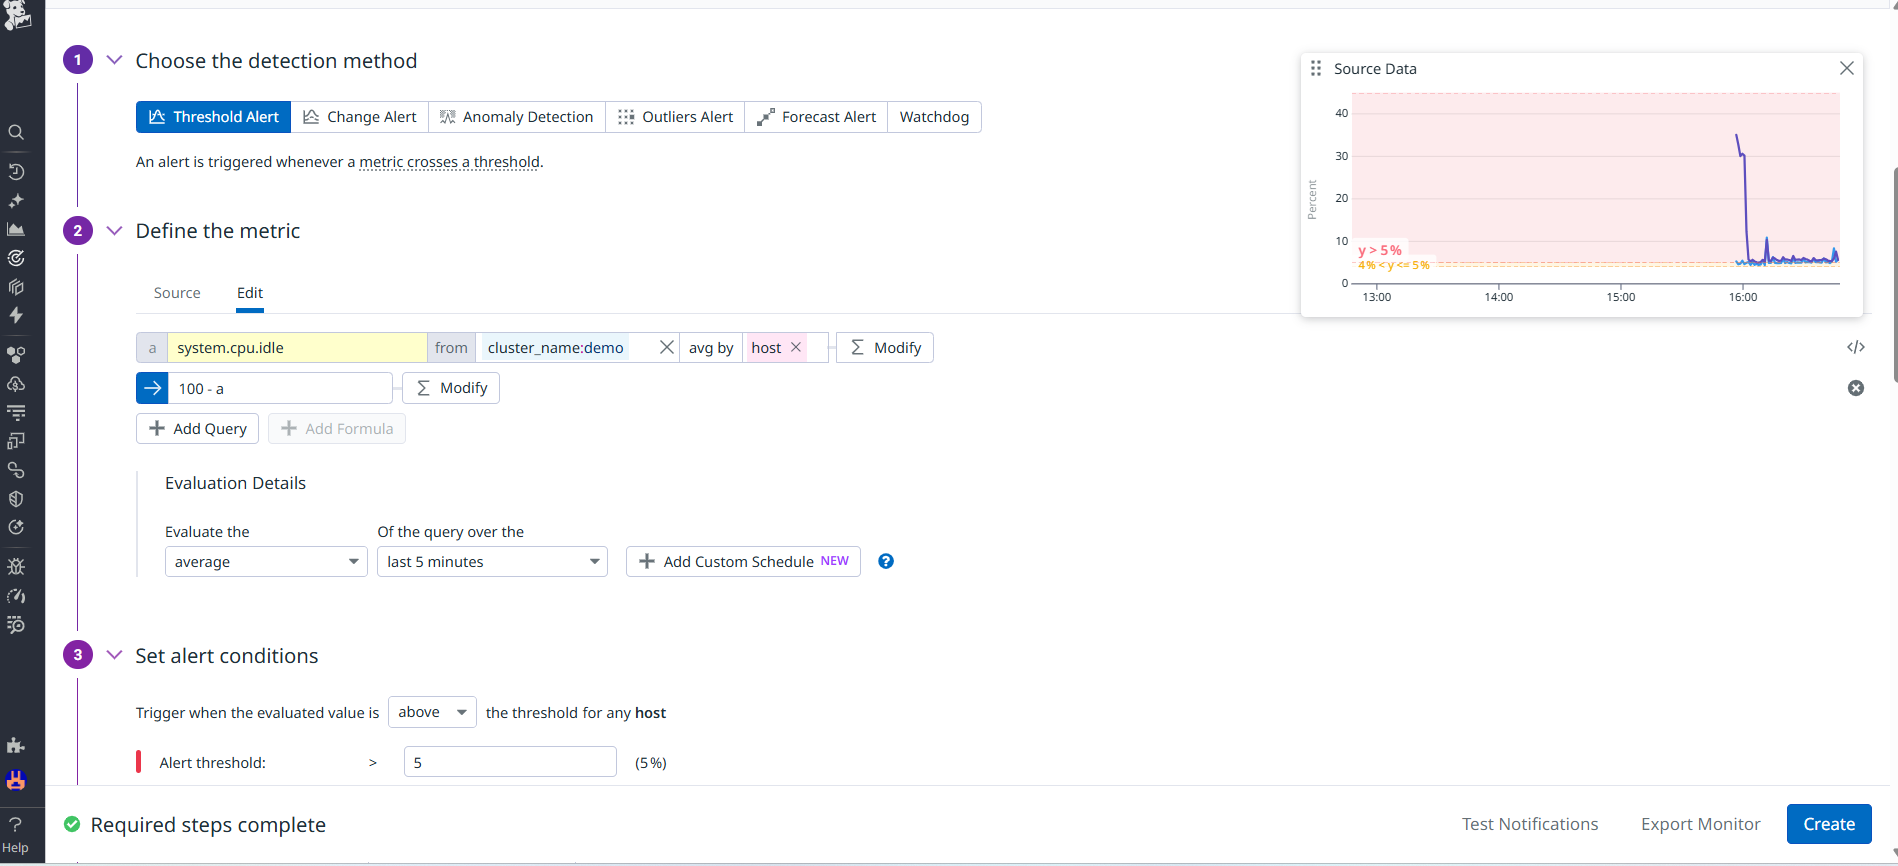 1 Choose the detection method
Threshold Alert Change Alert Anomaly Detection Outliers Alert Forecast Alert Watchdog
An alert is triggered whenever a metric crosses a threshold.
Source Data
40
30
20
10
0
Percent
y > 5%
4% < y <= 5%
13:00 14:00 15:00 16:00
2 Define the metric
Source Edit
a system.cpu.idle from cluster_name:demo avg by host Σ Modify </>
100 - a Σ Modify
Add Query Add Formula
Evaluation Details
Evaluate the Of the query over the
average last 5 minutes Add Custom Schedule NEW ?
3 Set alert conditions
Trigger when the evaluated value is above the threshold for any host
Alert threshold: > 5 (5%)
? Help
Required steps complete Test Notifications Export Monitor Create